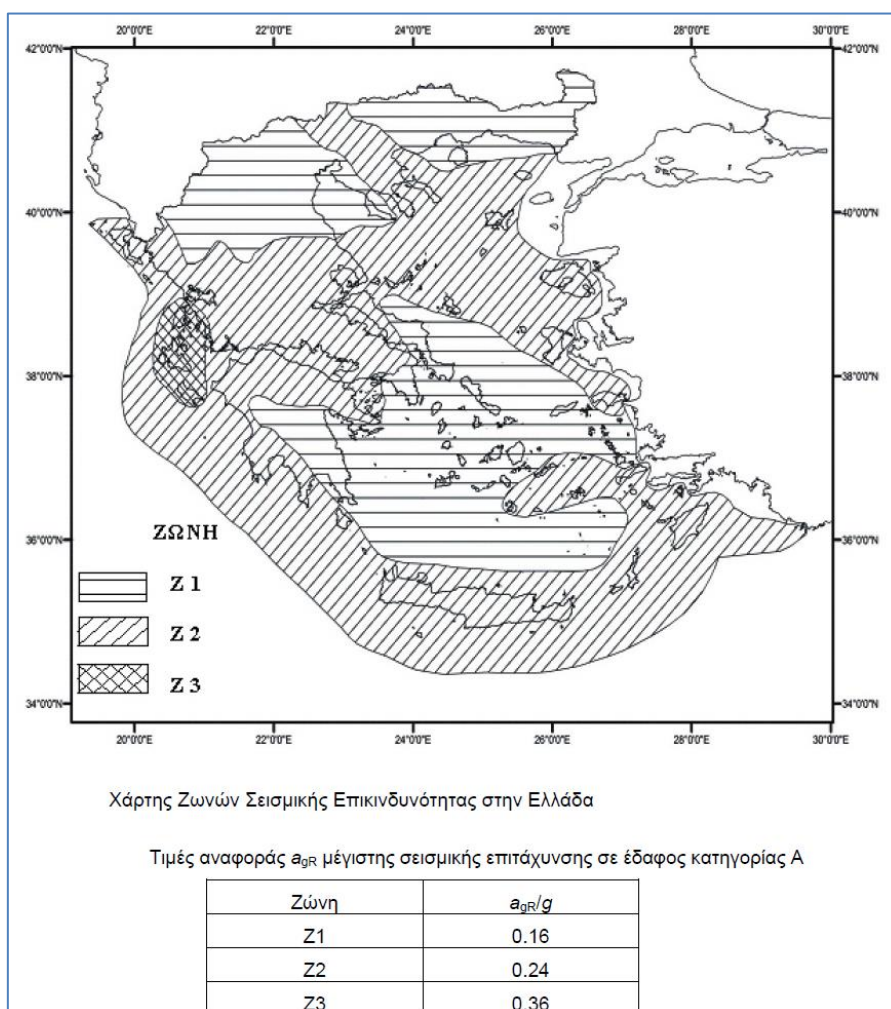 20°0'0"E 22°0'0"E 24°0'0"E 26°0'0"E 28°0'0"E 30°0'0"E
42°0'0"N 42°0'0"N
40°0'0"N 40°0'0"N
38°0'0"N 38°0'0"N
36°0'0"N 36°0'0"N
ΖΩΝΗ
Z 1
Z 2
Z 3
34°0'0"N 34°0'0"N
20°0'0"E 22°0'0"E 24°0'0"E 26°0'0"E 28°0'0"E 30°0'0"E
Χάρτης Ζωνών Σεισμικής Επικινδυνότητας στην Ελλάδα
Τιμές αναφοράς agR μέγιστης σεισμικής επιτάχυνσης σε έδαφος κατηγορίας Α
Ζώνη agR/g
Z1 0.16
Z2 0.24
Z3 0.36